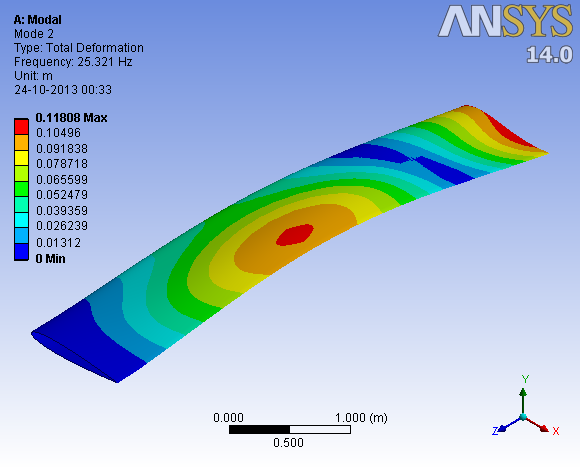 A: Modal
Mode 2
Type: Total Deformation
Frequency: 25.321 Hz
Unit: m
24-10-2013 00:33
ANSYS
14.0
0.11808 Max
0.10496
0.091838
0.078718
0.065599
0.052479
0.039359
0.026239
0.01312
0 Min
0.000 1.000 (m)
0.500
Y
Z X